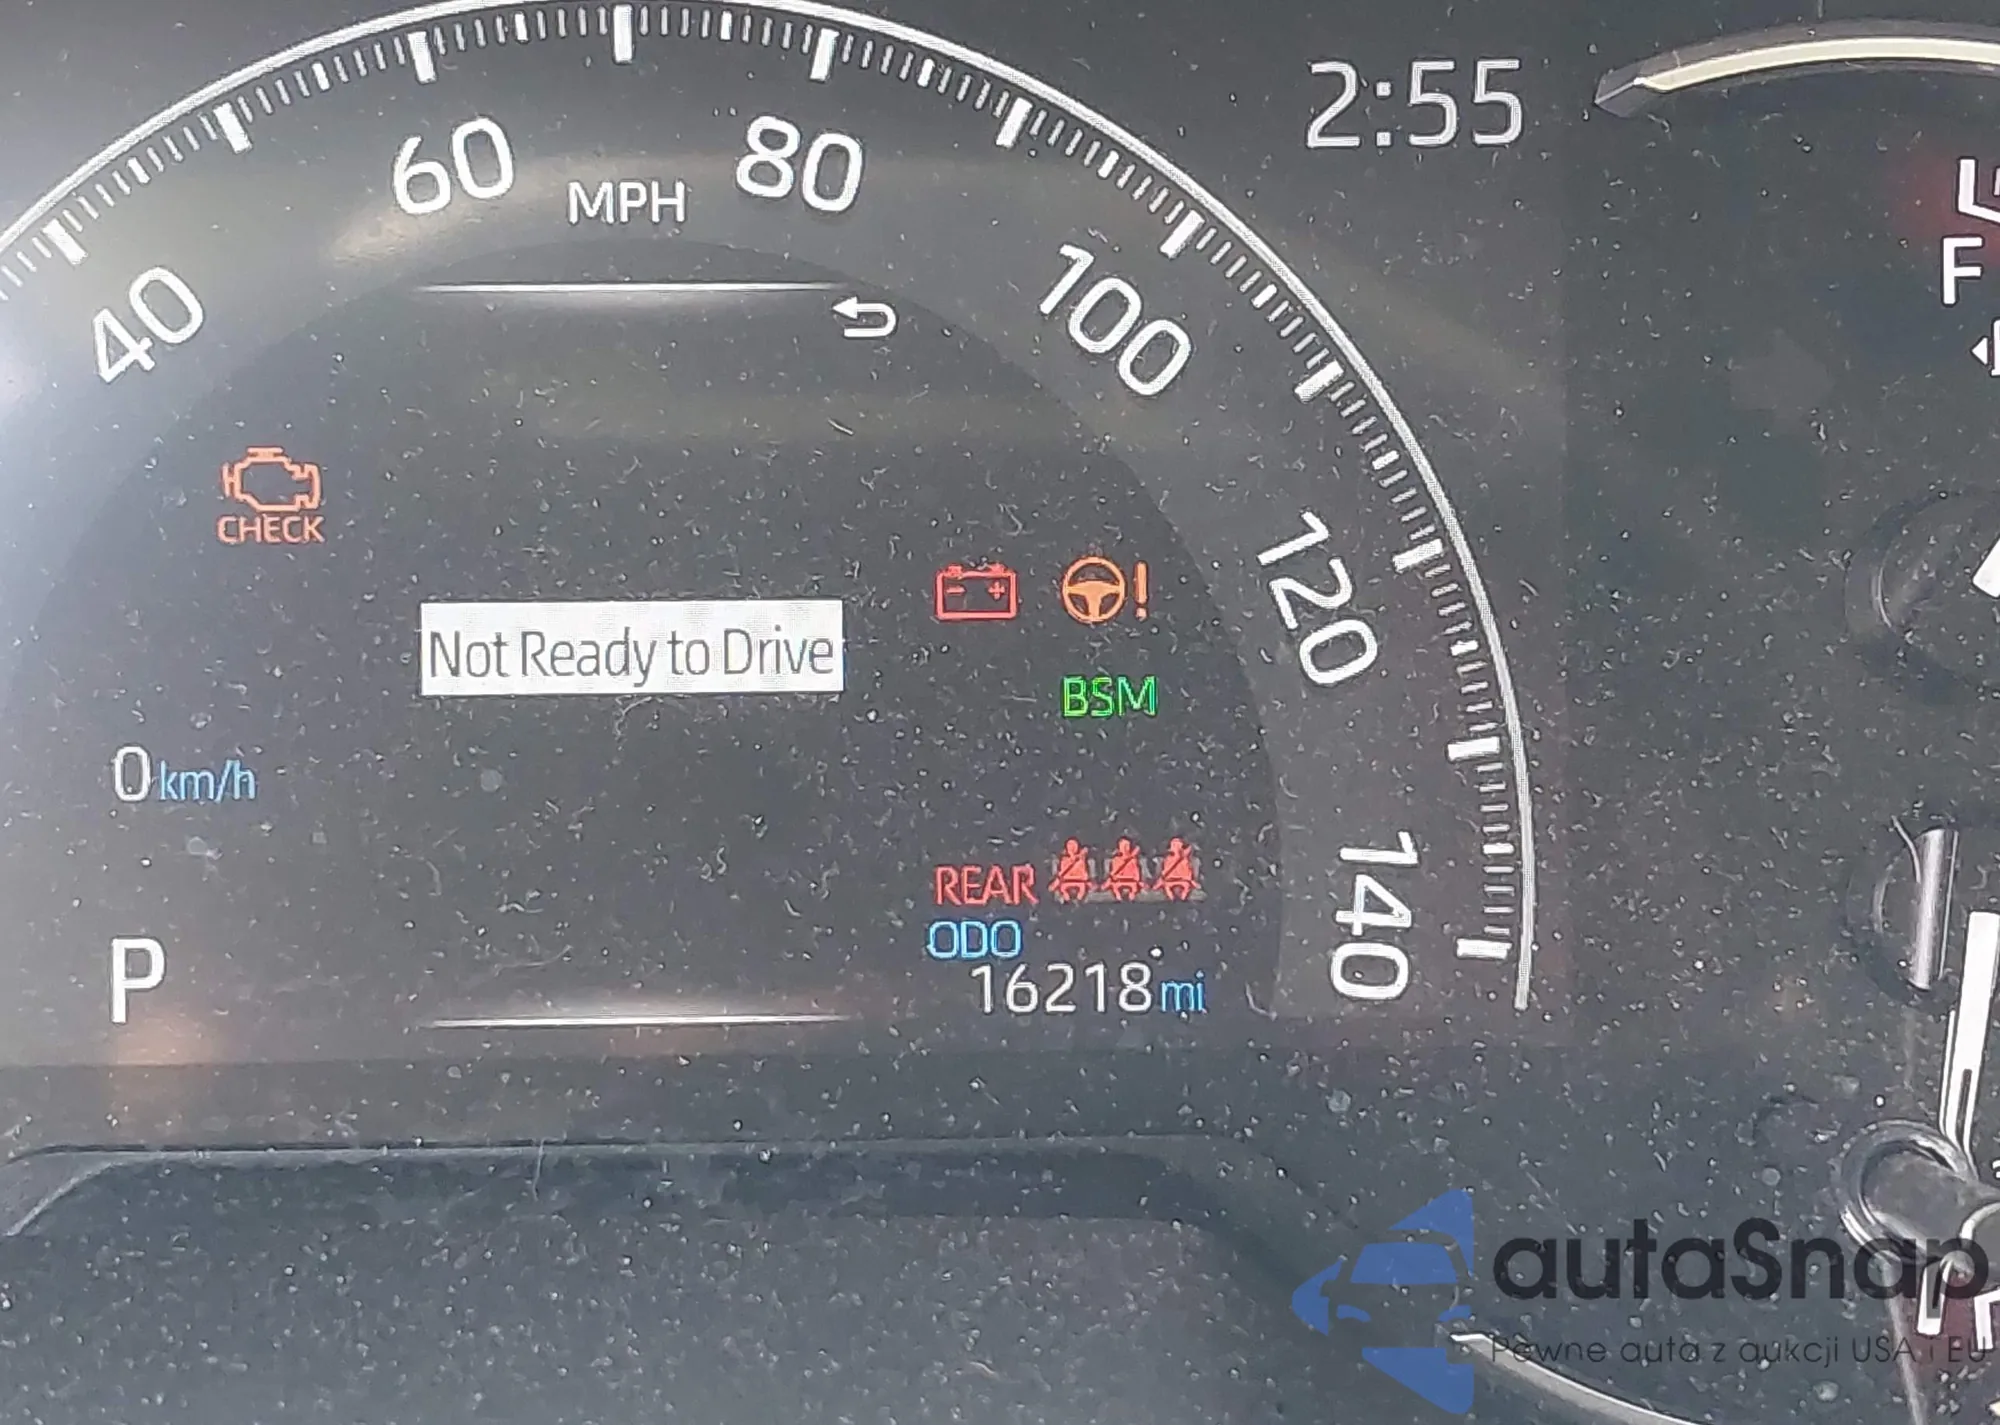 2:55
60
80
MPH
40
100
F
CHECK
120
Not Ready to Drive
BSM
0 km/h
140
REAR
ODO
P
16218 mi
autaSnap
Pewne auta z aukcji USA i EU